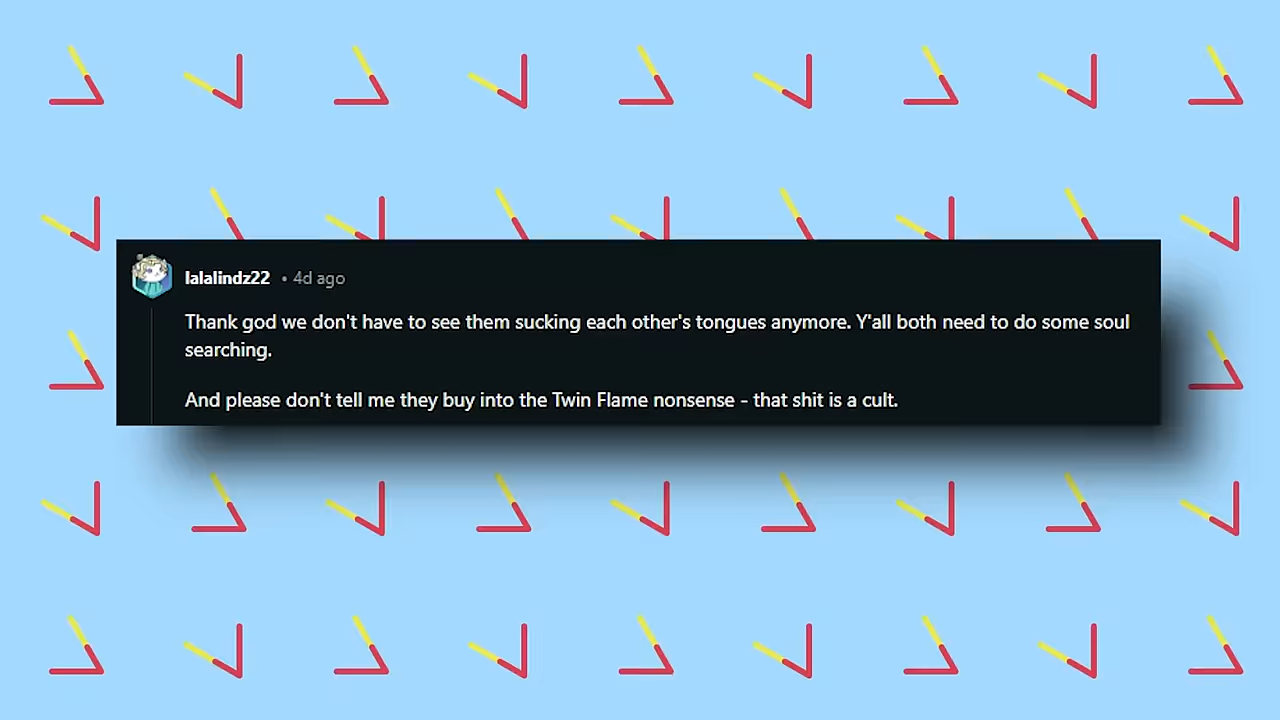 lalalindz22 • 4d ago
Thank god we don't have to see them sucking each other's tongues anymore. Y'all both need to do some soul
searching.
And please don't tell me they buy into the Twin Flame nonsense - that shit is a cult.